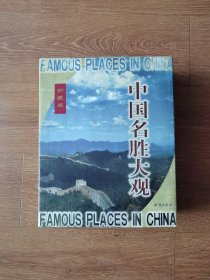 FAMOUS PLACES IN CHINA
珍藏版
中国名胜大观
FAMOUS PLACES IN CHINA